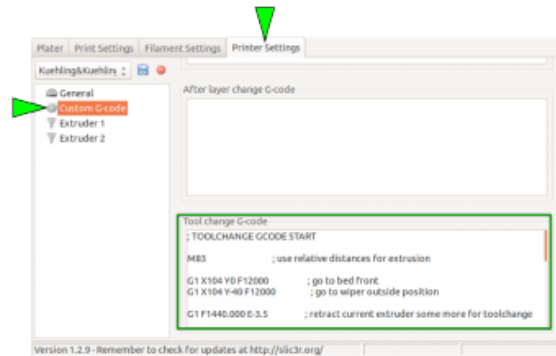 Plater Print Settings Filament Settings Printer Settings
Kuehling&Kuehling
General
Custom G-code
Extruder 1
Extruder 2
After layer change G-code
Tool change G-code
; TOOLCHANGE GCODE START
M83 ; use relative distances for extrusion
G1 X104 Y0 F12000 ; go to bed front
G1 X104 Y-40 F12000 ; go to wiper outside position
G1 F1440.000 E-3.5 ; retract current extruder some more for toolchange
Version 1.2.9 - Remember to check for updates at http://slic3r.org/